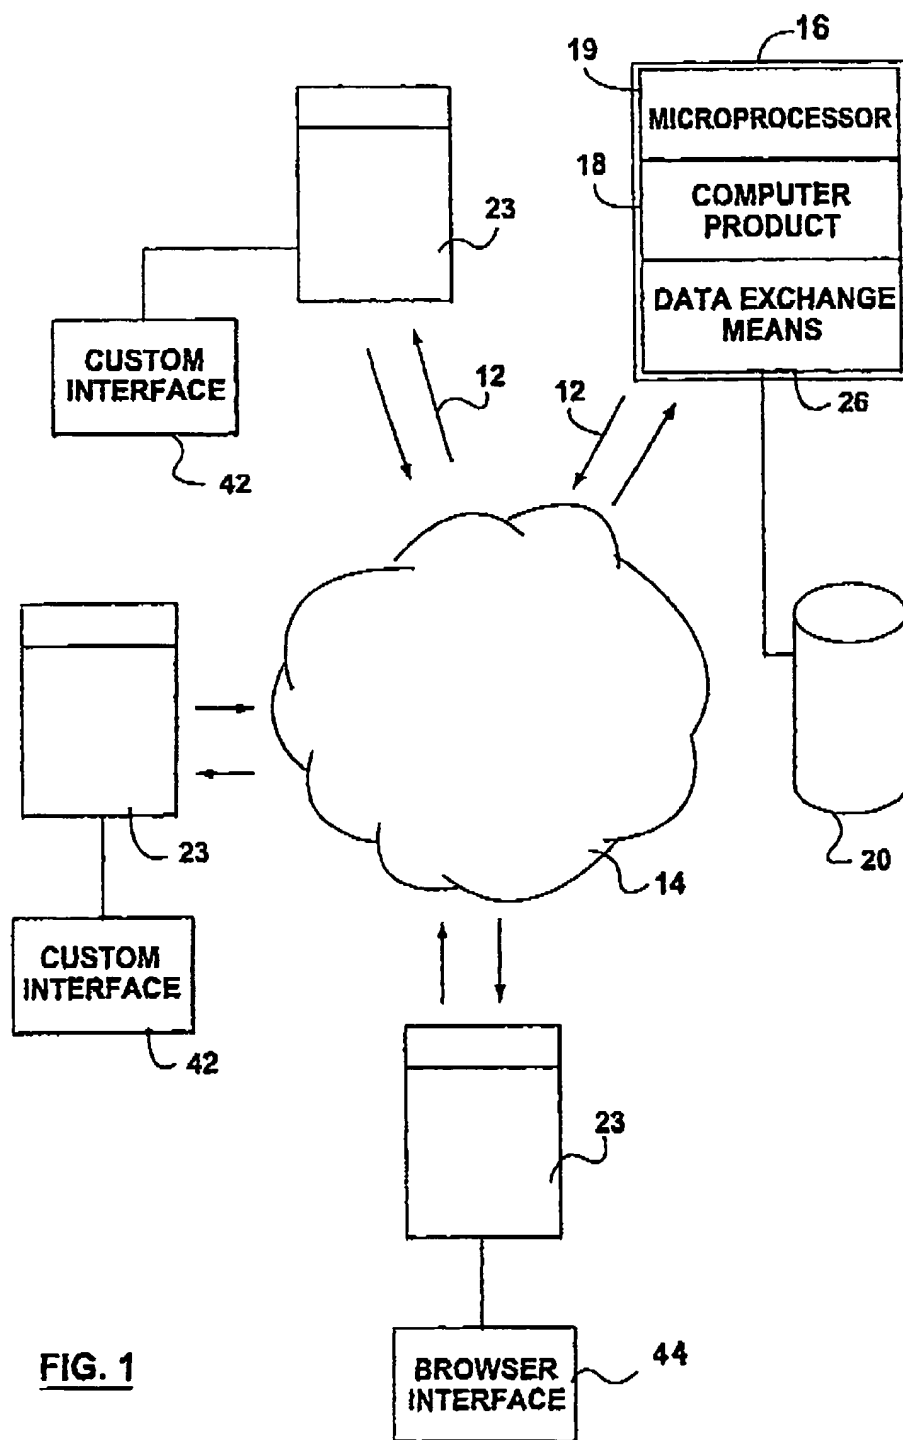 16
19
MICROPROCESSOR
18
COMPUTER
PRODUCT
DATA EXCHANGE
MEANS
26
23
CUSTOM
INTERFACE
42
12
12
20
14
23
CUSTOM
INTERFACE
42
23
BROWSER
INTERFACE
44
FIG. 1